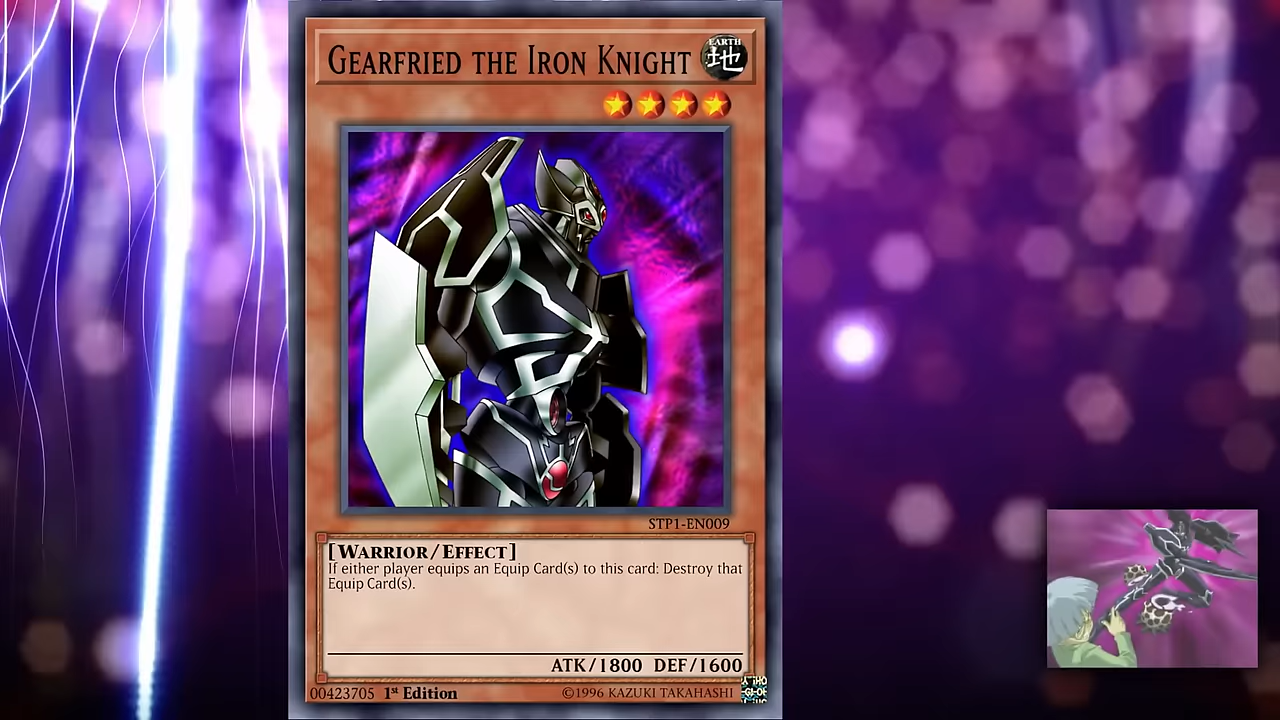 Gearfried the Iron Knight
EARTH
地
STP1-EN009
[Warrior/Effect]
If either player equips an Equip Card(s) to this card: Destroy that
Equip Card(s).
ATK/1800 DEF/1600
00423705 1st Edition ©1996 KAZUKI TAKAHASHI